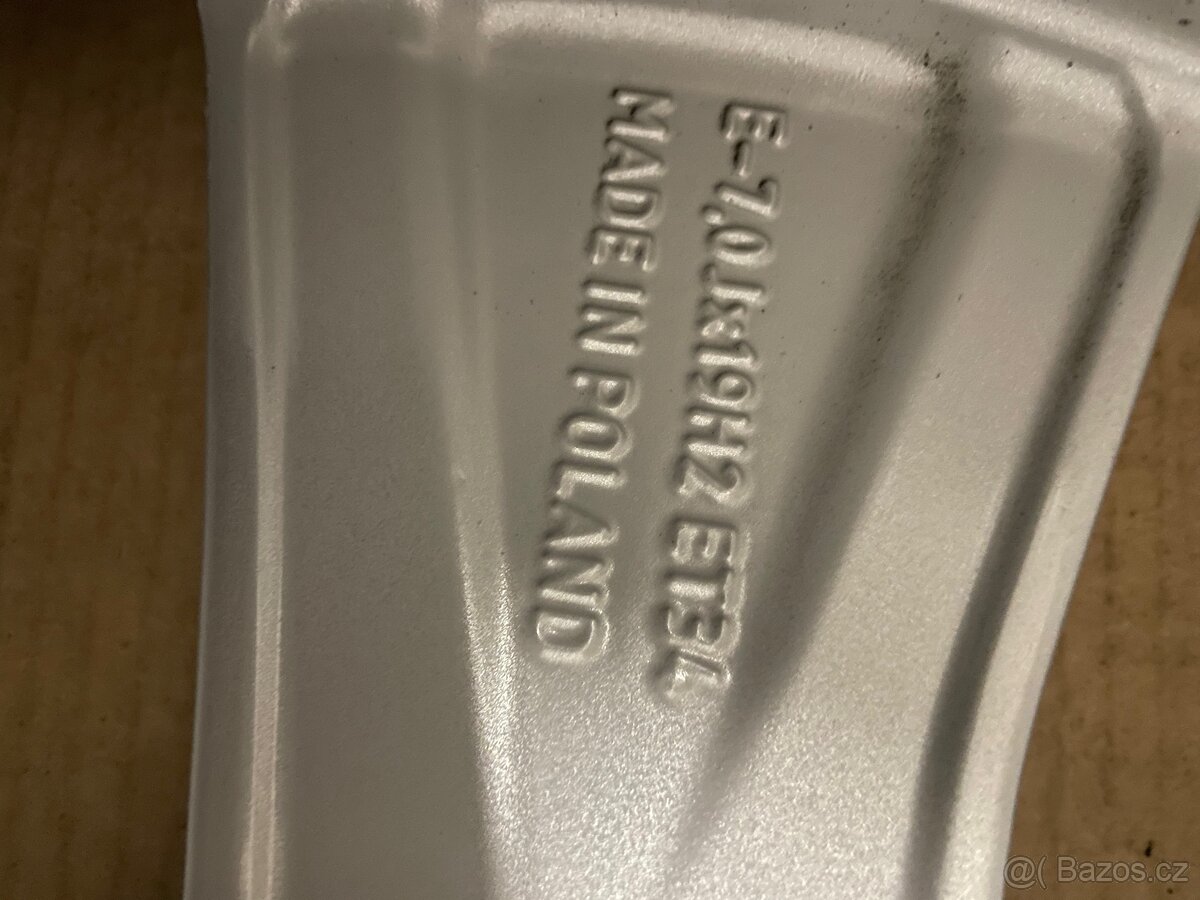 E-7,0Jx19H2 ET34
MADE IN POLAND
@( Bazos.cz